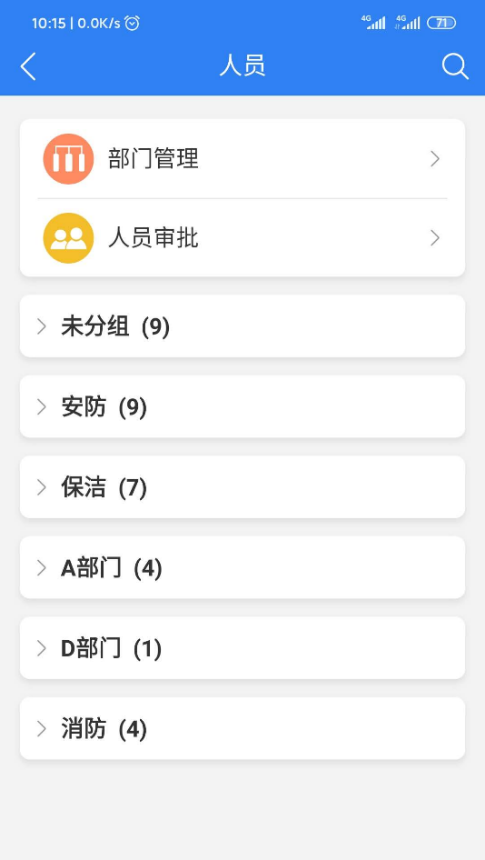 10:15 | 0.0K/s
4G 4G 71
人员
部门管理
人员审批
未分组 (9)
安防 (9)
保洁 (7)
A部门 (4)
D部门 (1)
消防 (4)